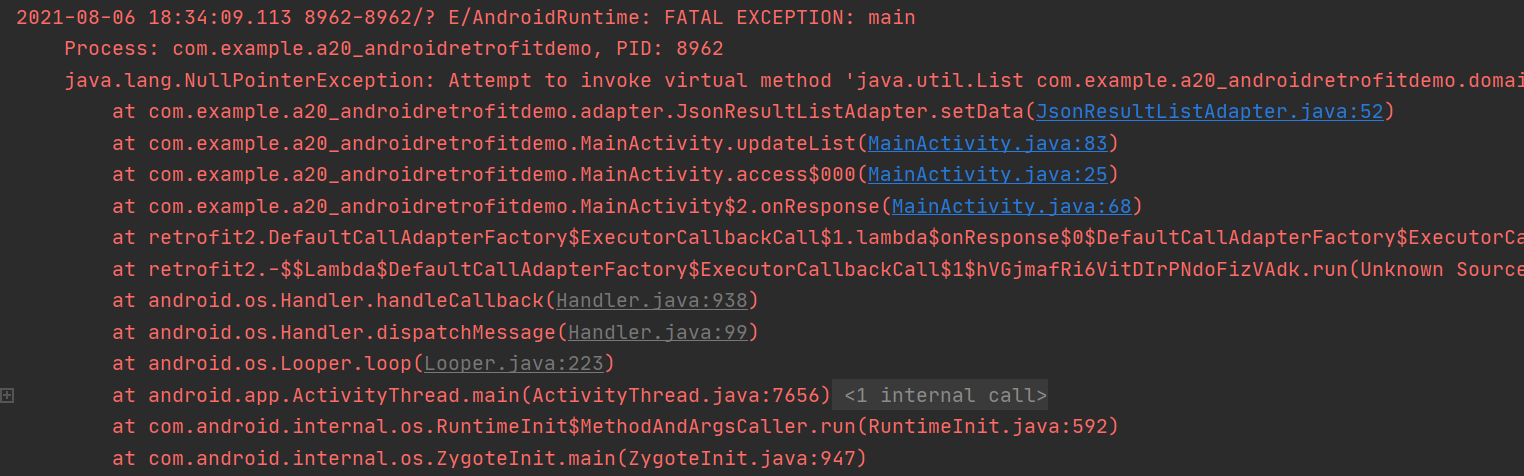 2021-08-06 18:34:09.113 8962-8962/? E/AndroidRuntime: FATAL EXCEPTION: main
Process: com.example.a20_androidretrofitdemo, PID: 8962
java.lang.NullPointerException: Attempt to invoke virtual method 'java.util.List com.example.a20_androidretrofitdemo.domai
at com.example.a20_androidretrofitdemo.adapter.JsonResultListAdapter.setData(JsonResultListAdapter.java:52)
at com.example.a20_androidretrofitdemo.MainActivity.updateList(MainActivity.java:83)
at com.example.a20_androidretrofitdemo.MainActivity.access$000(MainActivity.java:25)
at com.example.a20_androidretrofitdemo.MainActivity$2.onResponse(MainActivity.java:68)
at retrofit2.DefaultCallAdapterFactory$ExecutorCallbackCall$1.lambda$onResponse$0$DefaultCallAdapterFactory$ExecutorCa
at retrofit2.-$$Lambda$DefaultCallAdapterFactory$ExecutorCallbackCall$1$hVGjmafRi6VitDIrPNdoFizVAdk.run(Unknown Source
at android.os.Handler.handleCallback(Handler.java:938)
at android.os.Handler.dispatchMessage(Handler.java:99)
at android.os.Looper.loop(Looper.java:223)
at android.app.ActivityThread.main(ActivityThread.java:7656) <1 internal call>
at com.android.internal.os.RuntimeInit$MethodAndArgsCaller.run(RuntimeInit.java:592)
at com.android.internal.os.ZygoteInit.main(ZygoteInit.java:947)